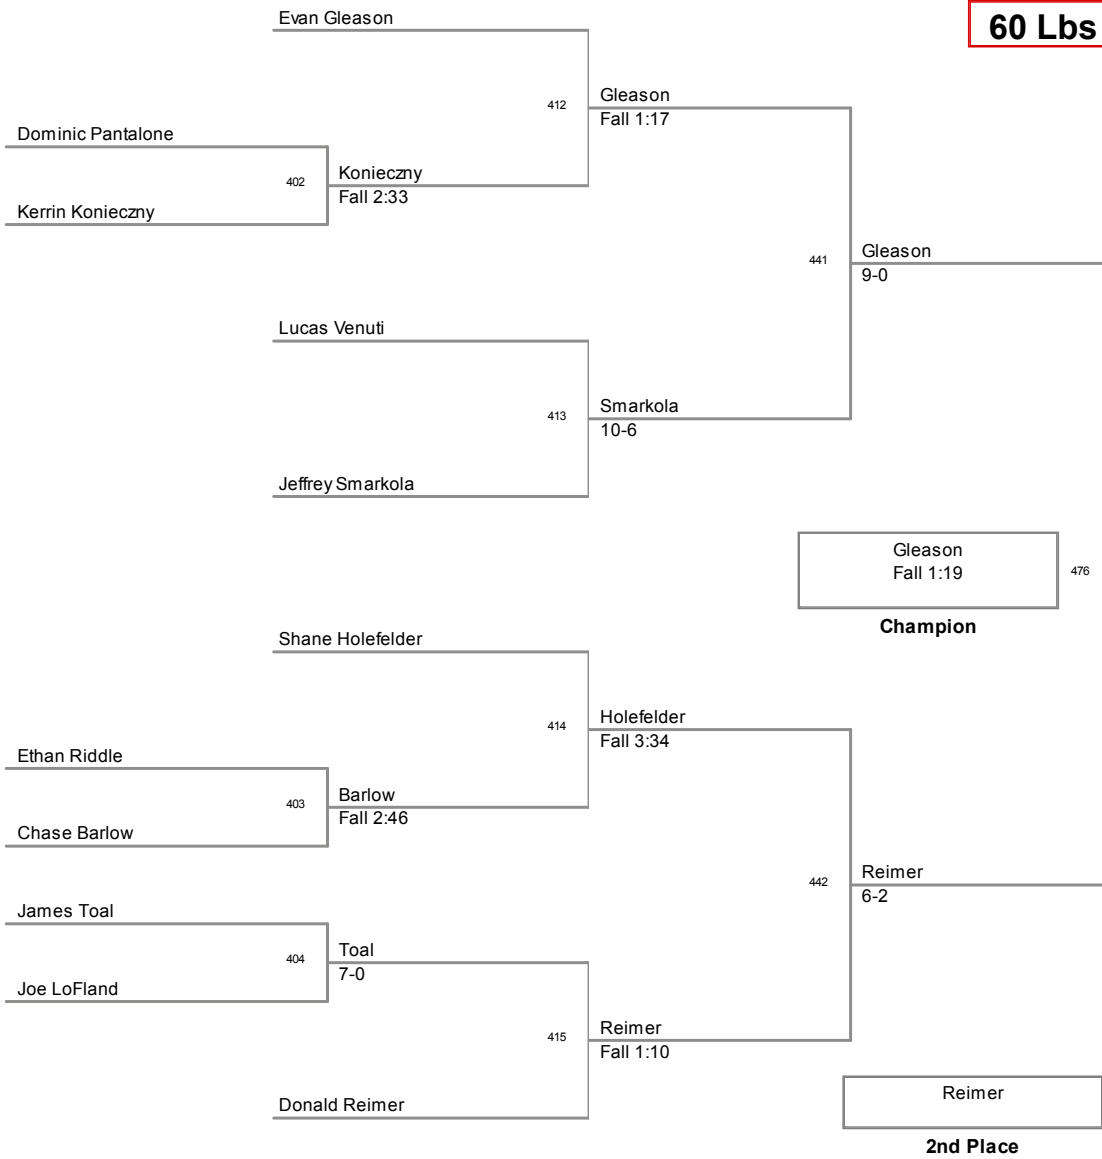 Evan Gleason
60 Lbs
412
Gleason
Fall 1:17
Dominic Pantalone
402
Konieczny
Fall 2:33
Kerrin Konieczny
441
Gleason
9-0
Lucas Venuti
413
Smarkola
10-6
Jeffrey Smarkola
Gleason
Fall 1:19
476
Champion
Shane Holefelder
414
Holefelder
Fall 3:34
Ethan Riddle
403
Barlow
Fall 2:46
Chase Barlow
442
Reimer
6-2
James Toal
404
Toal
7-0
Joe LoFland
415
Reimer
Fall 1:10
Donald Reimer
Reimer
2nd Place